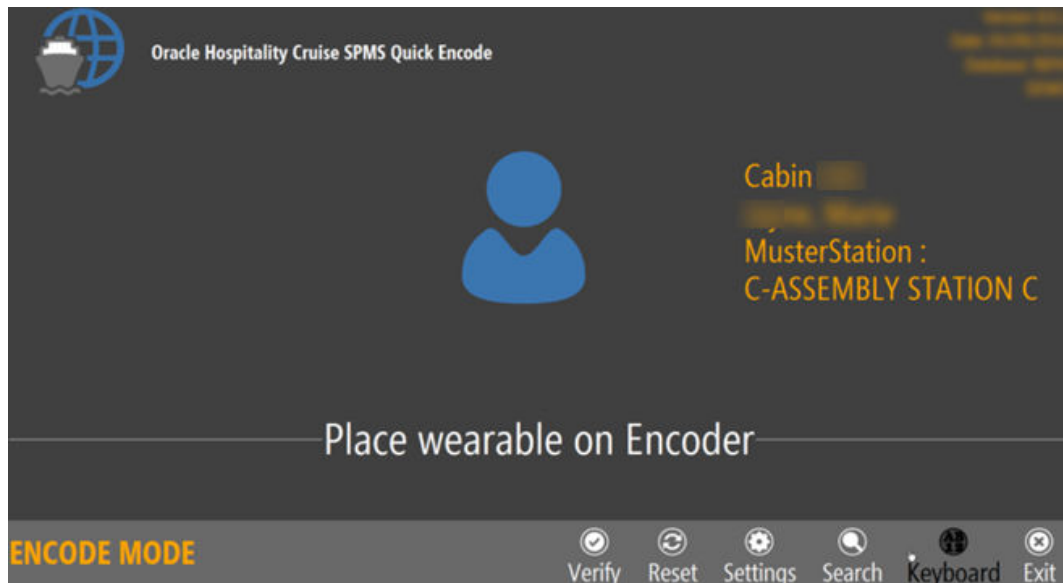 Oracle Hospitality Cruise SPMS Quick Encode
Cabin
MusterStation :
C-ASSEMBLY STATION C
Place wearable on Encoder
ENCODE MODE
Verify
Reset
Settings
Search
Keyboard
Exit